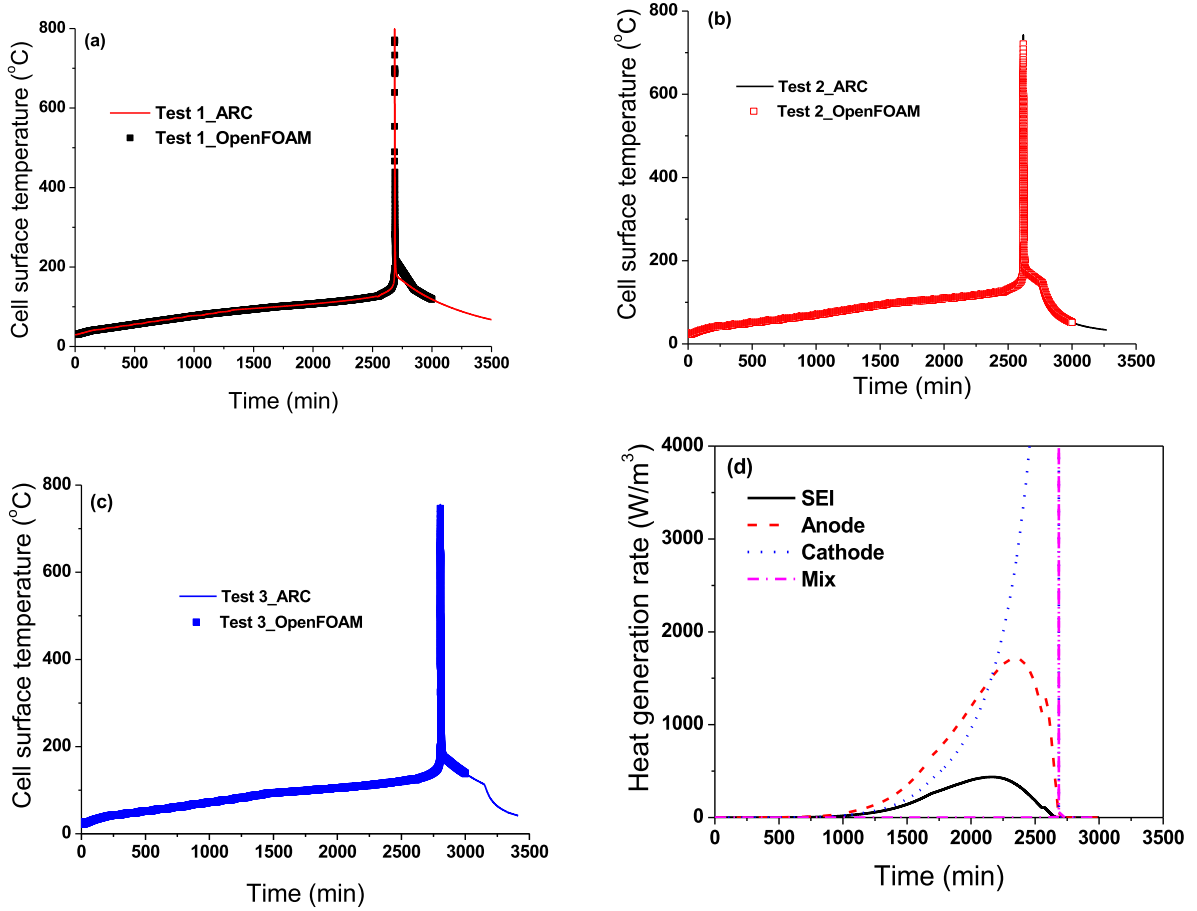 (a)
Test 1_ARC
Test 1_OpenFOAM
Cell surface temperature (°C)
800
600
400
200
0
0 500 1000 1500 2000 2500 3000 3500
Time (min)
(b)
Test 2_ARC
Test 2_OpenFOAM
Cell surface temperature (°C)
800
600
400
200
0
0 500 1000 1500 2000 2500 3000 3500
Time (min)
(c)
Test 3_ARC
Test 3_OpenFOAM
Cell surface temperature (°C)
800
600
400
200
0
0 500 1000 1500 2000 2500 3000 3500
Time (min)
(d)
SEI
Anode
Cathode
Mix
Heat generation rate (W/m³)
4000
3000
2000
1000
0
0 500 1000 1500 2000 2500 3000 3500
Time (min)